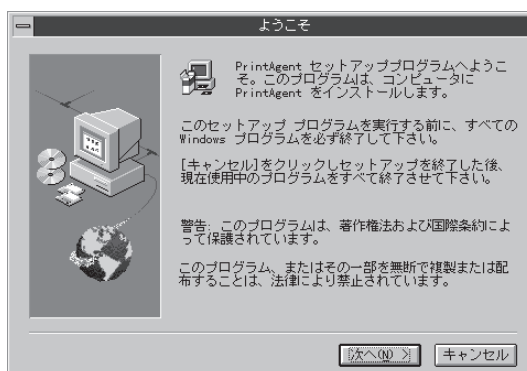 ようこそ
PrintAgent セットアッププログラムへようこ
そ。このプログラムは、コンピュータに
PrintAgent をインストールします。
このセットアップ プログラムを実行する前に、すべての
Windows プログラムを必ず終了して下さい。
[キャンセル]をクリックしセットアップを終了した後、
現在使用中のプログラムをすべて終了させて下さい。
警告: このプログラムは、著作権法および国際条約によ
って保護されています。
このプログラム、またはその一部を無断で複製または配
布することは、法律により禁止されています。
次へ(N) >
キャンセル